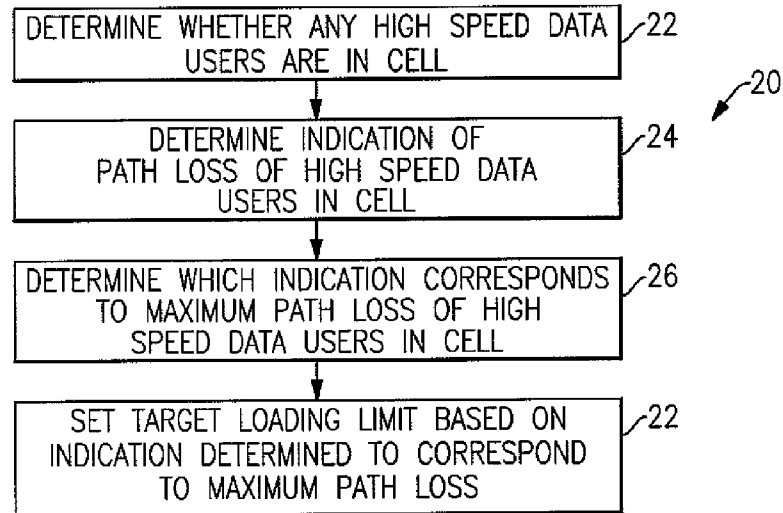 DETERMINE WHETHER ANY HIGH SPEED DATA
USERS ARE IN CELL
22
20
DETERMINE INDICATION OF
PATH LOSS OF HIGH SPEED DATA
USERS IN CELL
24
DETERMINE WHICH INDICATION CORRESPONDS
TO MAXIMUM PATH LOSS OF HIGH
SPEED DATA USERS IN CELL
26
SET TARGET LOADING LIMIT BASED ON
INDICATION DETERMINED TO CORRESPOND
TO MAXIMUM PATH LOSS
22